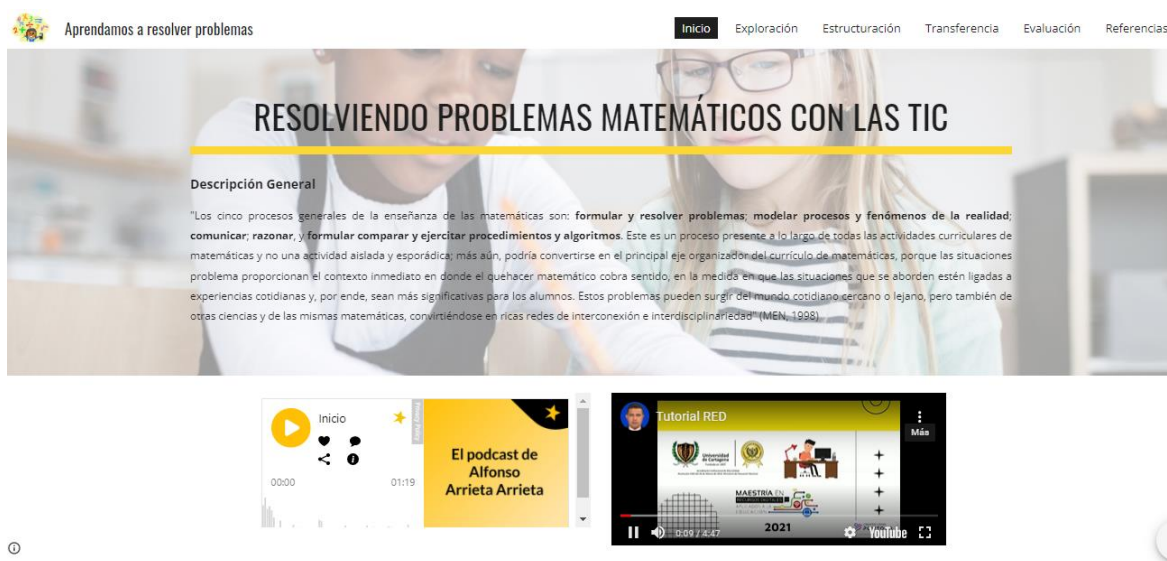 Aprendamos a resolver problemas
Inicio Exploración Estructuración Transferencia Evaluación Referencias
RESOLVIENDO PROBLEMAS MATEMÁTICOS CON LAS TIC
Descripción General
"Los cinco procesos generales de la enseñanza de las matemáticas son: formular y resolver problemas; modelar procesos y fenómenos de la realidad;
comunicar; razonar, y formular comparar y ejercitar procedimientos y algoritmos. Este es un proceso presente a lo largo de todas las actividades curriculares de
matemáticas y no una actividad aislada y esporádica; más aún, podría convertirse en el principal eje organizador del currículo de matemáticas, porque las situaciones
problema proporcionan el contexto inmediato en donde el quehacer matemático cobra sentido, en la medida en que las situaciones que se aborden estén ligadas a
experiencias cotidianas y, por ende, sean más significativas para los alumnos. Estos problemas pueden surgir del mundo cotidiano cercano o lejano, pero también de
otras ciencias y de las mismas matemáticas, convirtiéndose en ricas redes de interconexión e interdisciplinariedad" (MEN, 1998)
Inicio
Privacy Policy
00:00 01:19
El podcast de
Alfonso
Arrieta Arrieta
Tutorial RED
Más
Universidad
de Cartagena
MAESTRÍA EN
2021
0:09 / 4:47
YouTube